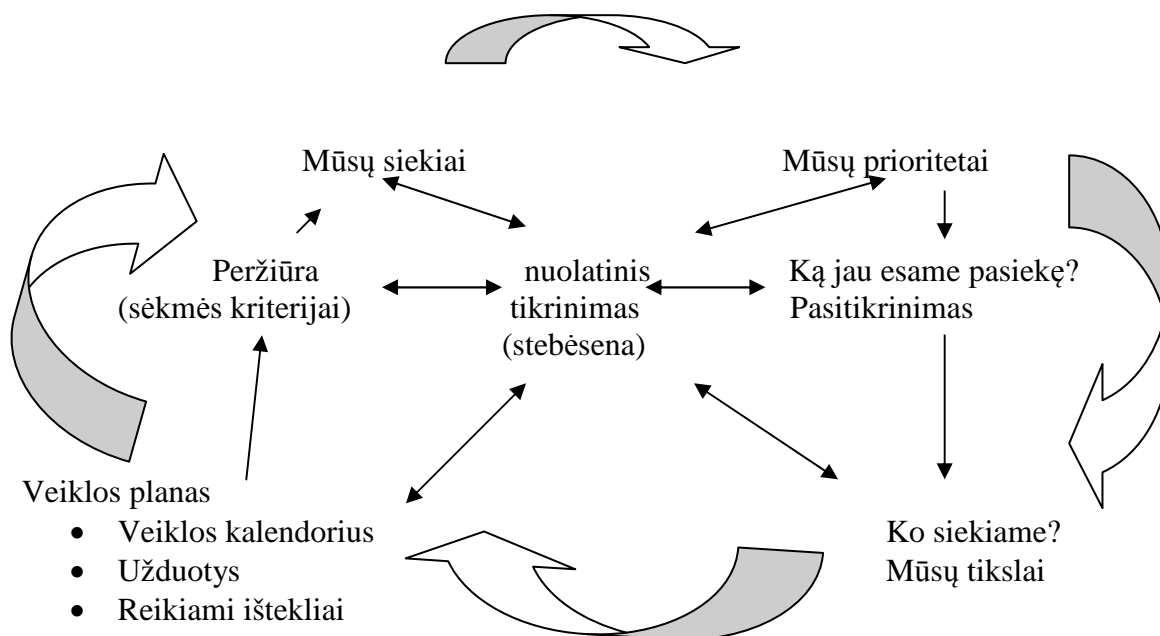 Mūsų siekiai
Mūsų prioritetai
Peržiūra
(sėkmės kriterijai)
nuolatinis
tikrinimas
(stebėsena)
Ką jau esame pasiekę?
Pasitikrinimas
Veiklos planas
• Veiklos kalendorius
• Užduotys
• Reikiami ištekliai
Ko siekiame?
Mūsų tikslai